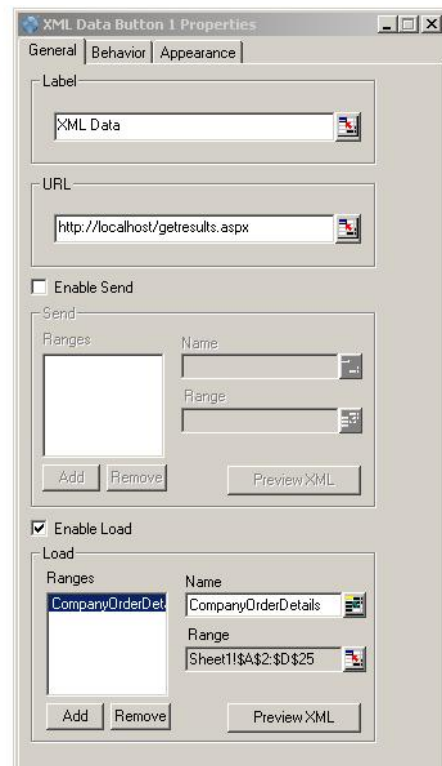 XML Data Button 1 Properties
General Behavior Appearance
Label
XML Data
URL
http://localhost/getresults.aspx
Enable Send
Send
Ranges
Name
Range
Add Remove Preview XML
Enable Load
Load
Ranges
Name
CompanyOrderDeta
CompanyOrderDetails
Range
Sheet1!$A$2:$D$25
Add Remove Preview XML